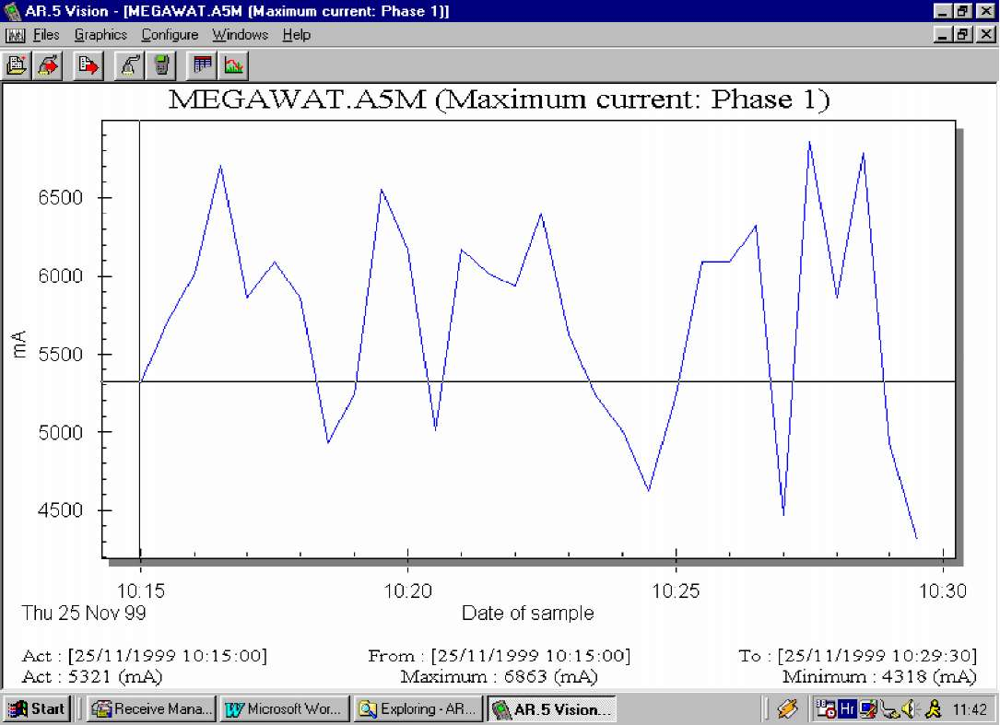 AR.5 Vision - [MEGAWAT.A5M (Maximum current: Phase 1)]
Files Graphics Configure Windows Help
MEGAWAT.A5M (Maximum current: Phase 1)
6500
6000
5500
5000
4500
mA
10:15 10:20 10:25 10:30
Thu 25 Nov 99 Date of sample
Act : [25/11/1999 10:15:00] From : [25/11/1999 10:15:00] To : [25/11/1999 10:29:30]
Act : 5321 (mA) Maximum : 6863 (mA) Minimum : 4318 (mA)
Start Receive Mana... Microsoft Wor... Exploring - AR... AR.5 Vision... Hr 11:42